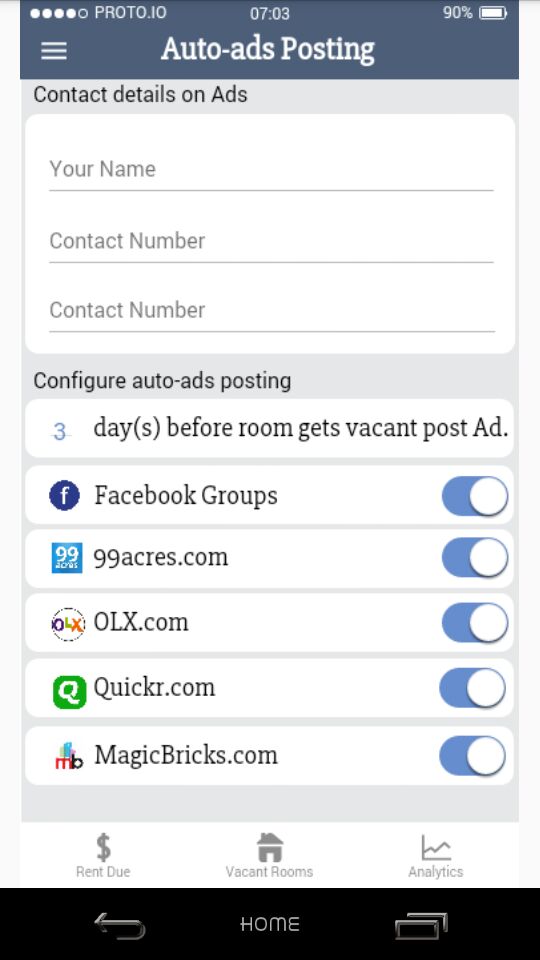 PROTO.IO 07:03 90%
Auto-ads Posting
Contact details on Ads
Your Name
Contact Number
Contact Number
Configure auto-ads posting
3 day(s) before room gets vacant post Ad.
f Facebook Groups
99 acres 99acres.com
OLX OLX.com
Q Quickr.com
mb MagicBricks.com
$
Rent Due Vacant Rooms Analytics
HOME